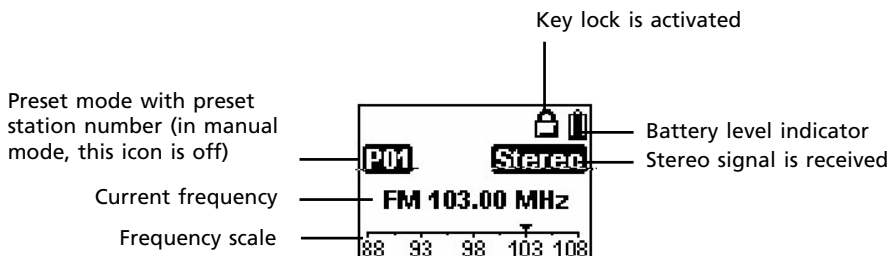 Key lock is activated
Preset mode with preset
station number (in manual
mode, this icon is off)
Battery level indicator
P01 Stereo
Stereo signal is received
Current frequency
FM 103.00 MHz
Frequency scale
88 93 98 103 108